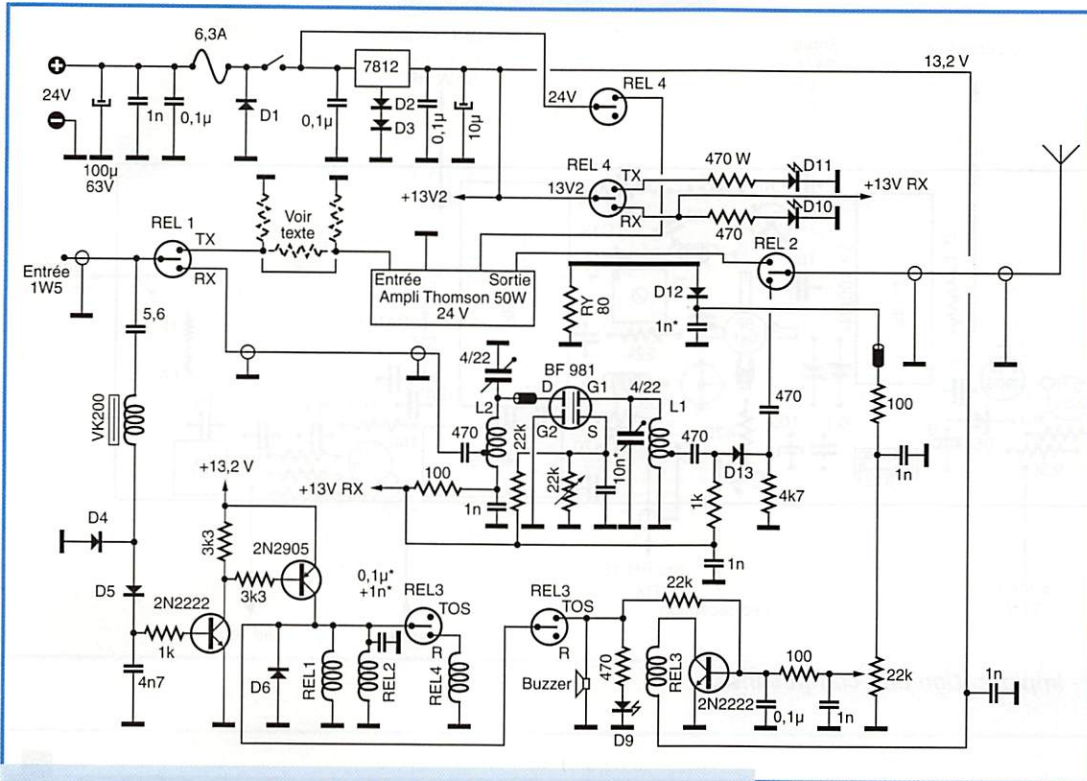 6,3A
7812
13,2 V
24V
1n
0,1µ
D1
0,1µ
D2
D3
0,1µ
10µ
100µ
63V
24V
REL 4
REL 4
TX
13V2
RX
+13V2
470 W
D11
+13V RX
D10
470
REL 1
TX
RX
Voir
texte
Entrée
1W5
Entrée
Sortie
Ampli Thomson 50W
24 V
REL 2
RY
80
D12
1n*
5,6
4/22
BF 981
D
G1
4/22
L2
G2
S
L1
470
100
VK200
470
22k
22k
10n*
470
D13
1k
4k7
1n
+13,2 V
+13V RX
100
1n
1n
D4
3k3
2N2905
3k3
D5
2N2222
1k
4n7
0,1µ*
+1n*
REL3
TOS
R
REL3
TOS
R
22k
D6
REL1
REL2
REL4
Buzzer
470
D9
REL3
2N2222
100
0,1µ
1n
22k
1n